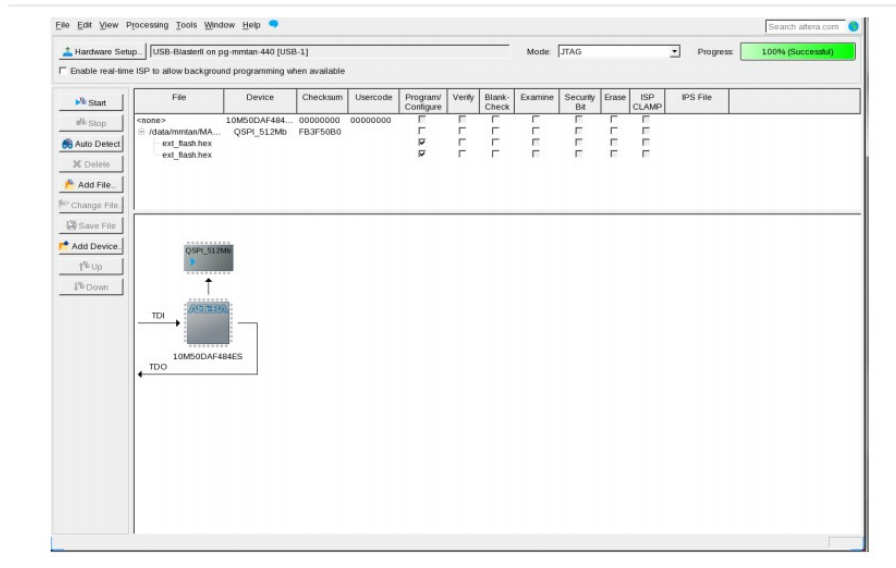 File Edit View Processing Tools Window Help
Search altera.com
Hardware Setup... USB-BlasterII on pg-mmtan-440 [USB-1] Mode: JTAG Progress: 100% (Successful)
Enable real-time ISP to allow background programming when available
Start
Stop
Auto Detect
Delete
Add File...
Change File..
Save File
Add Device..
Up
Down
File Device Checksum Usercode Program/Configure Verify Blank-Check Examine Security Bit Erase ISP CLAMP IPS File
<none> 10M50DAF484... 00000000 00000000
/data/mmtan/MA... QSPI_512Mb FB3F50B0
ext_flash.hex
ext_flash.hex
QSPI_512Mb
TDI
ALTERA
10M50DAF484ES
TDO